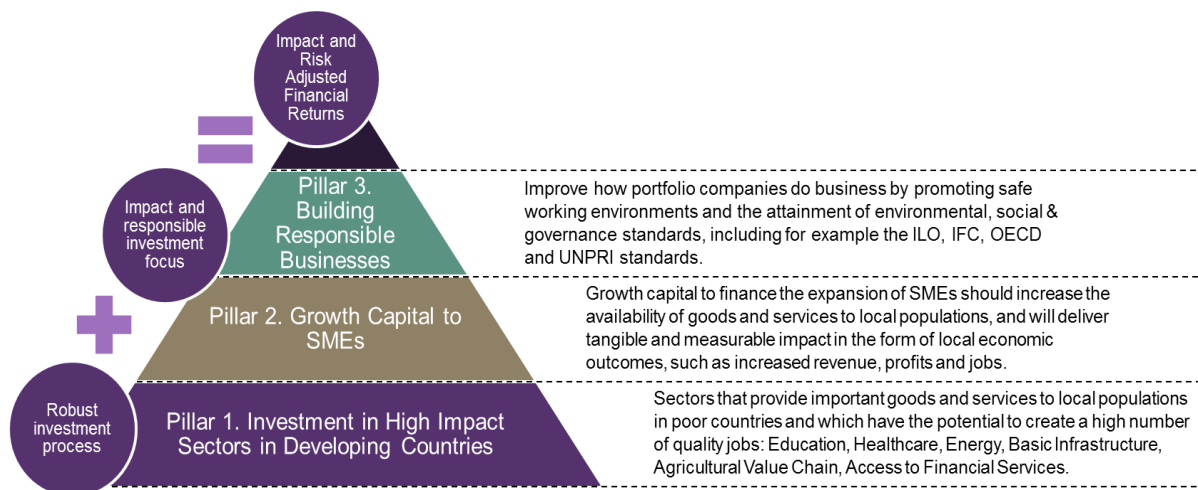 Impact and
Risk
Adjusted
Financial
Returns
Impact and
responsible
investment
focus
Pillar 3.
Building
Responsible
Businesses
Improve how portfolio companies do business by promoting safe
working environments and the attainment of environmental, social &
governance standards, including for example the ILO, IFC, OECD
and UNPRI standards.
Pillar 2. Growth Capital to
SMEs
Growth capital to finance the expansion of SMEs should increase the
availability of goods and services to local populations, and will deliver
tangible and measurable impact in the form of local economic
outcomes, such as increased revenue, profits and jobs.
Robust
investment
process
Pillar 1. Investment in High Impact
Sectors in Developing Countries
Sectors that provide important goods and services to local populations
in poor countries and which have the potential to create a high number
of quality jobs: Education, Healthcare, Energy, Basic Infrastructure,
Agricultural Value Chain, Access to Financial Services.